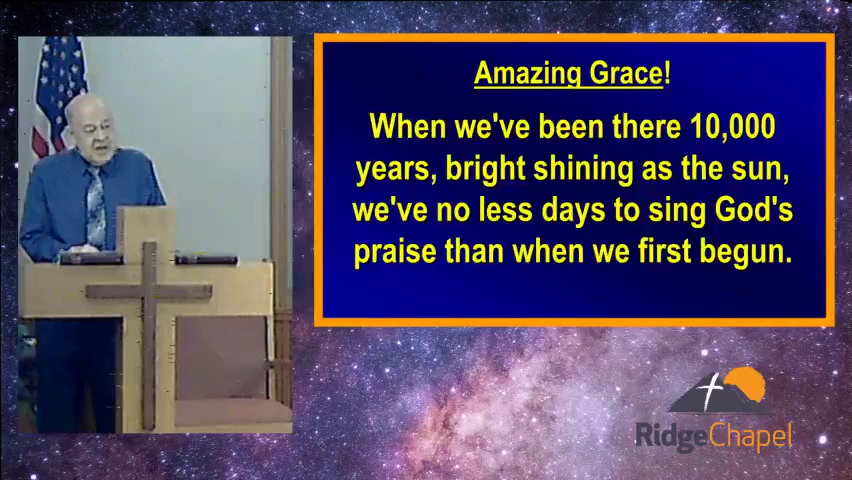 Amazing Grace!
When we've been there 10,000
years, bright shining as the sun,
we've no less days to sing God's
praise than when we first begun.
RidgeChapel